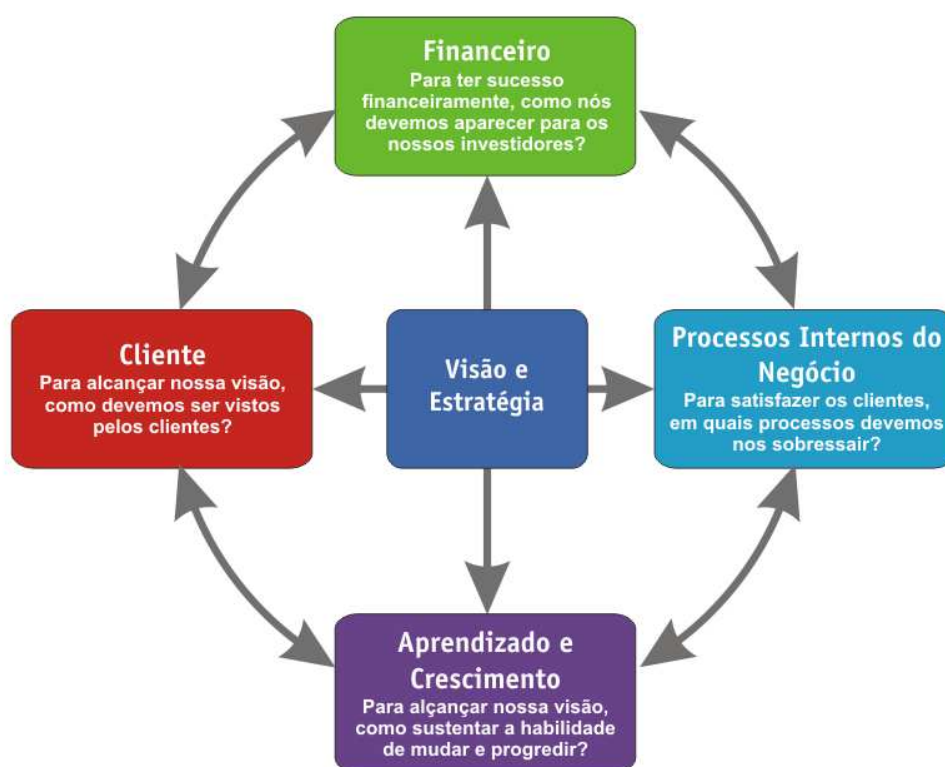 Financeiro
Para ter sucesso
financeiramente, como nós
devemos aparecer para os
nossos investidores?
Cliente
Para alcançar nossa visão,
como devemos ser vistos
pelos clientes?
Visão e
Estratégia
Processos Internos do
Negócio
Para satisfazer os clientes,
em quais processos devemos
nos sobressair?
Aprendizado e
Crescimento
Para alçançar nossa visão,
como sustentar a habilidade
de mudar e progredir?